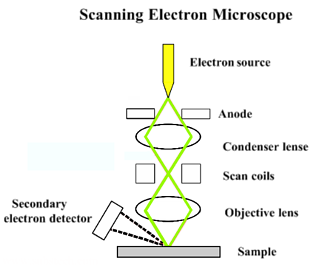 Scanning Electron Microscope
Electron source
Anode
Condenser lense
Scan coils
Secondary
electron detector
Objective lens
Sample